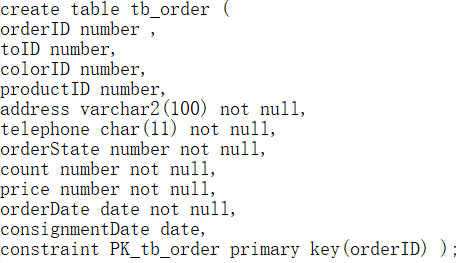 create table tb_order (
orderID number ,
toID number,
colorID number,
productID number,
address varchar2(100) not null,
telephone char(11) not null,
orderState number not null,
count number not null,
price number not null,
orderDate date not null,
consignmentDate date,
constraint PK_tb_order primary key(orderID) );